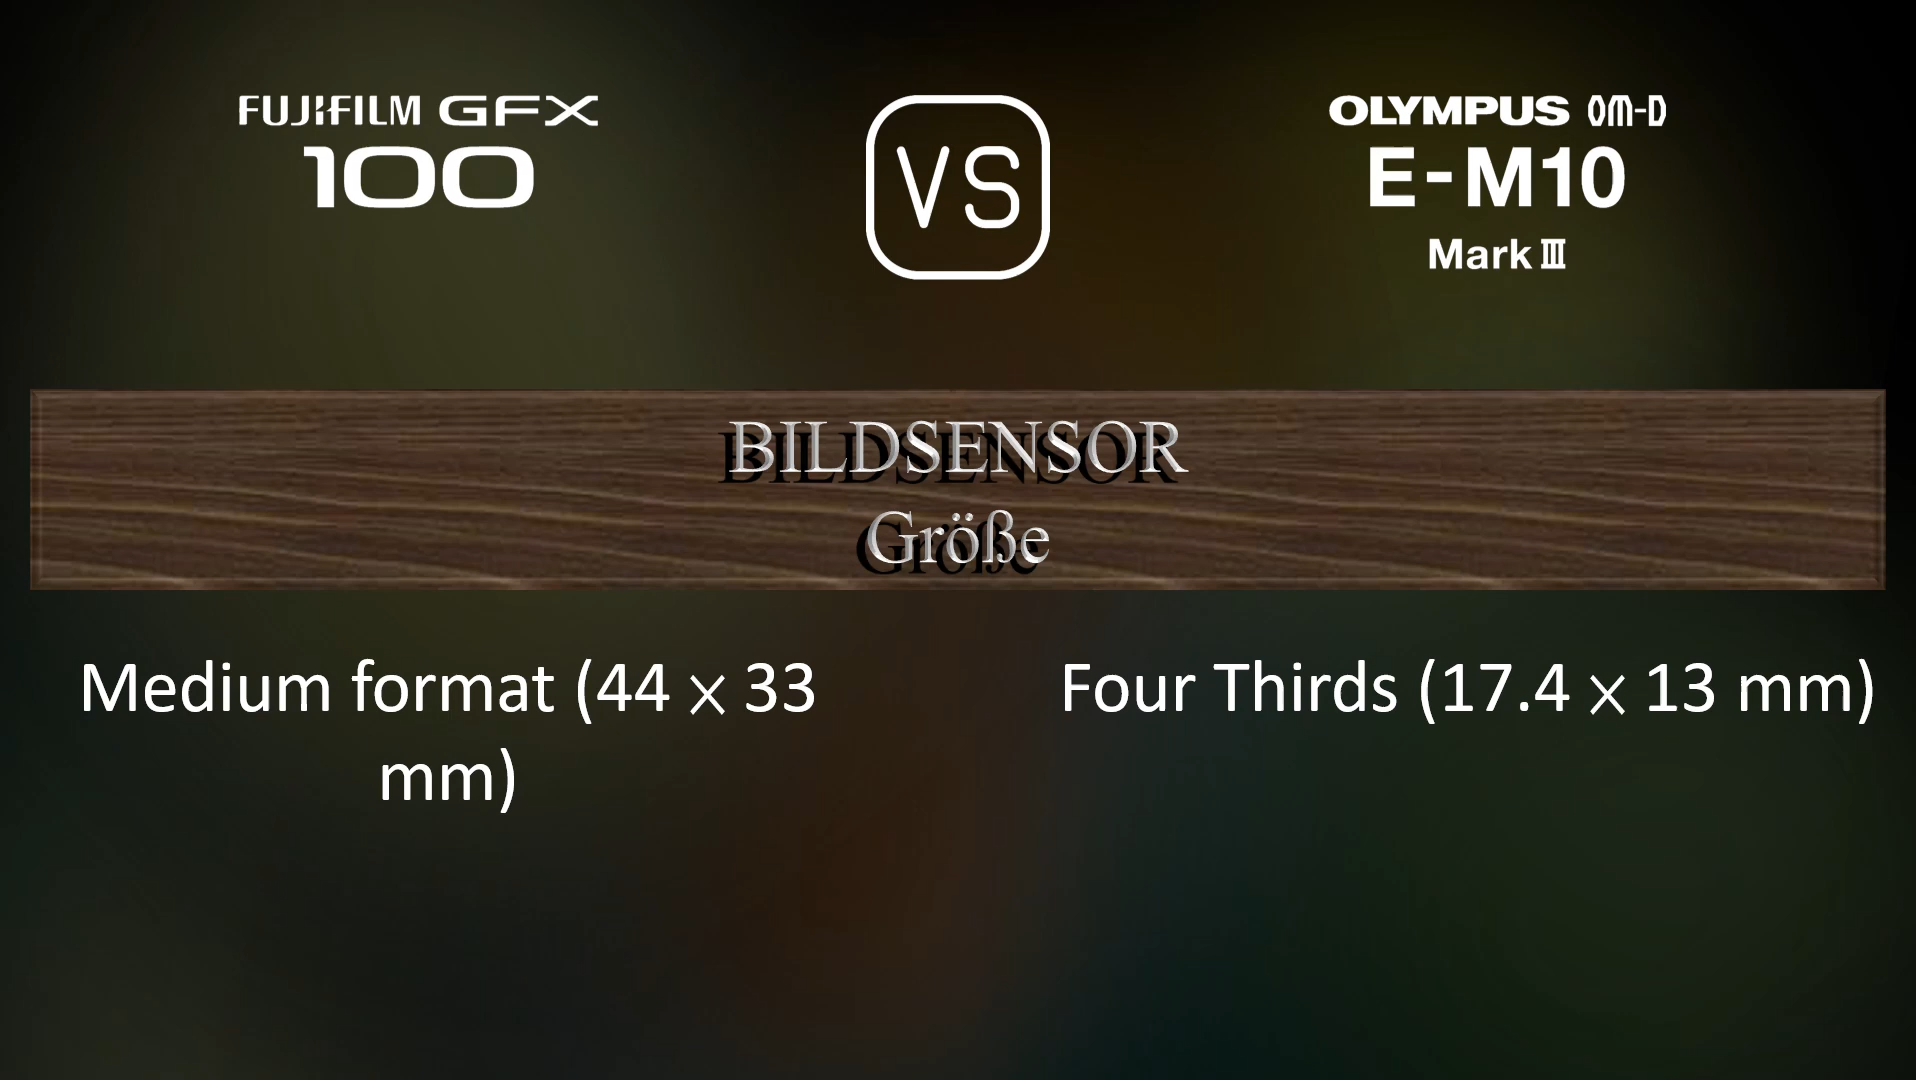 FUJIFILM GFX
100
VS
OLYMPUS OM-D
E-M10
Mark III
BILDSENSOR
Größe
Medium format (44 x 33
mm)
Four Thirds (17.4 x 13 mm)